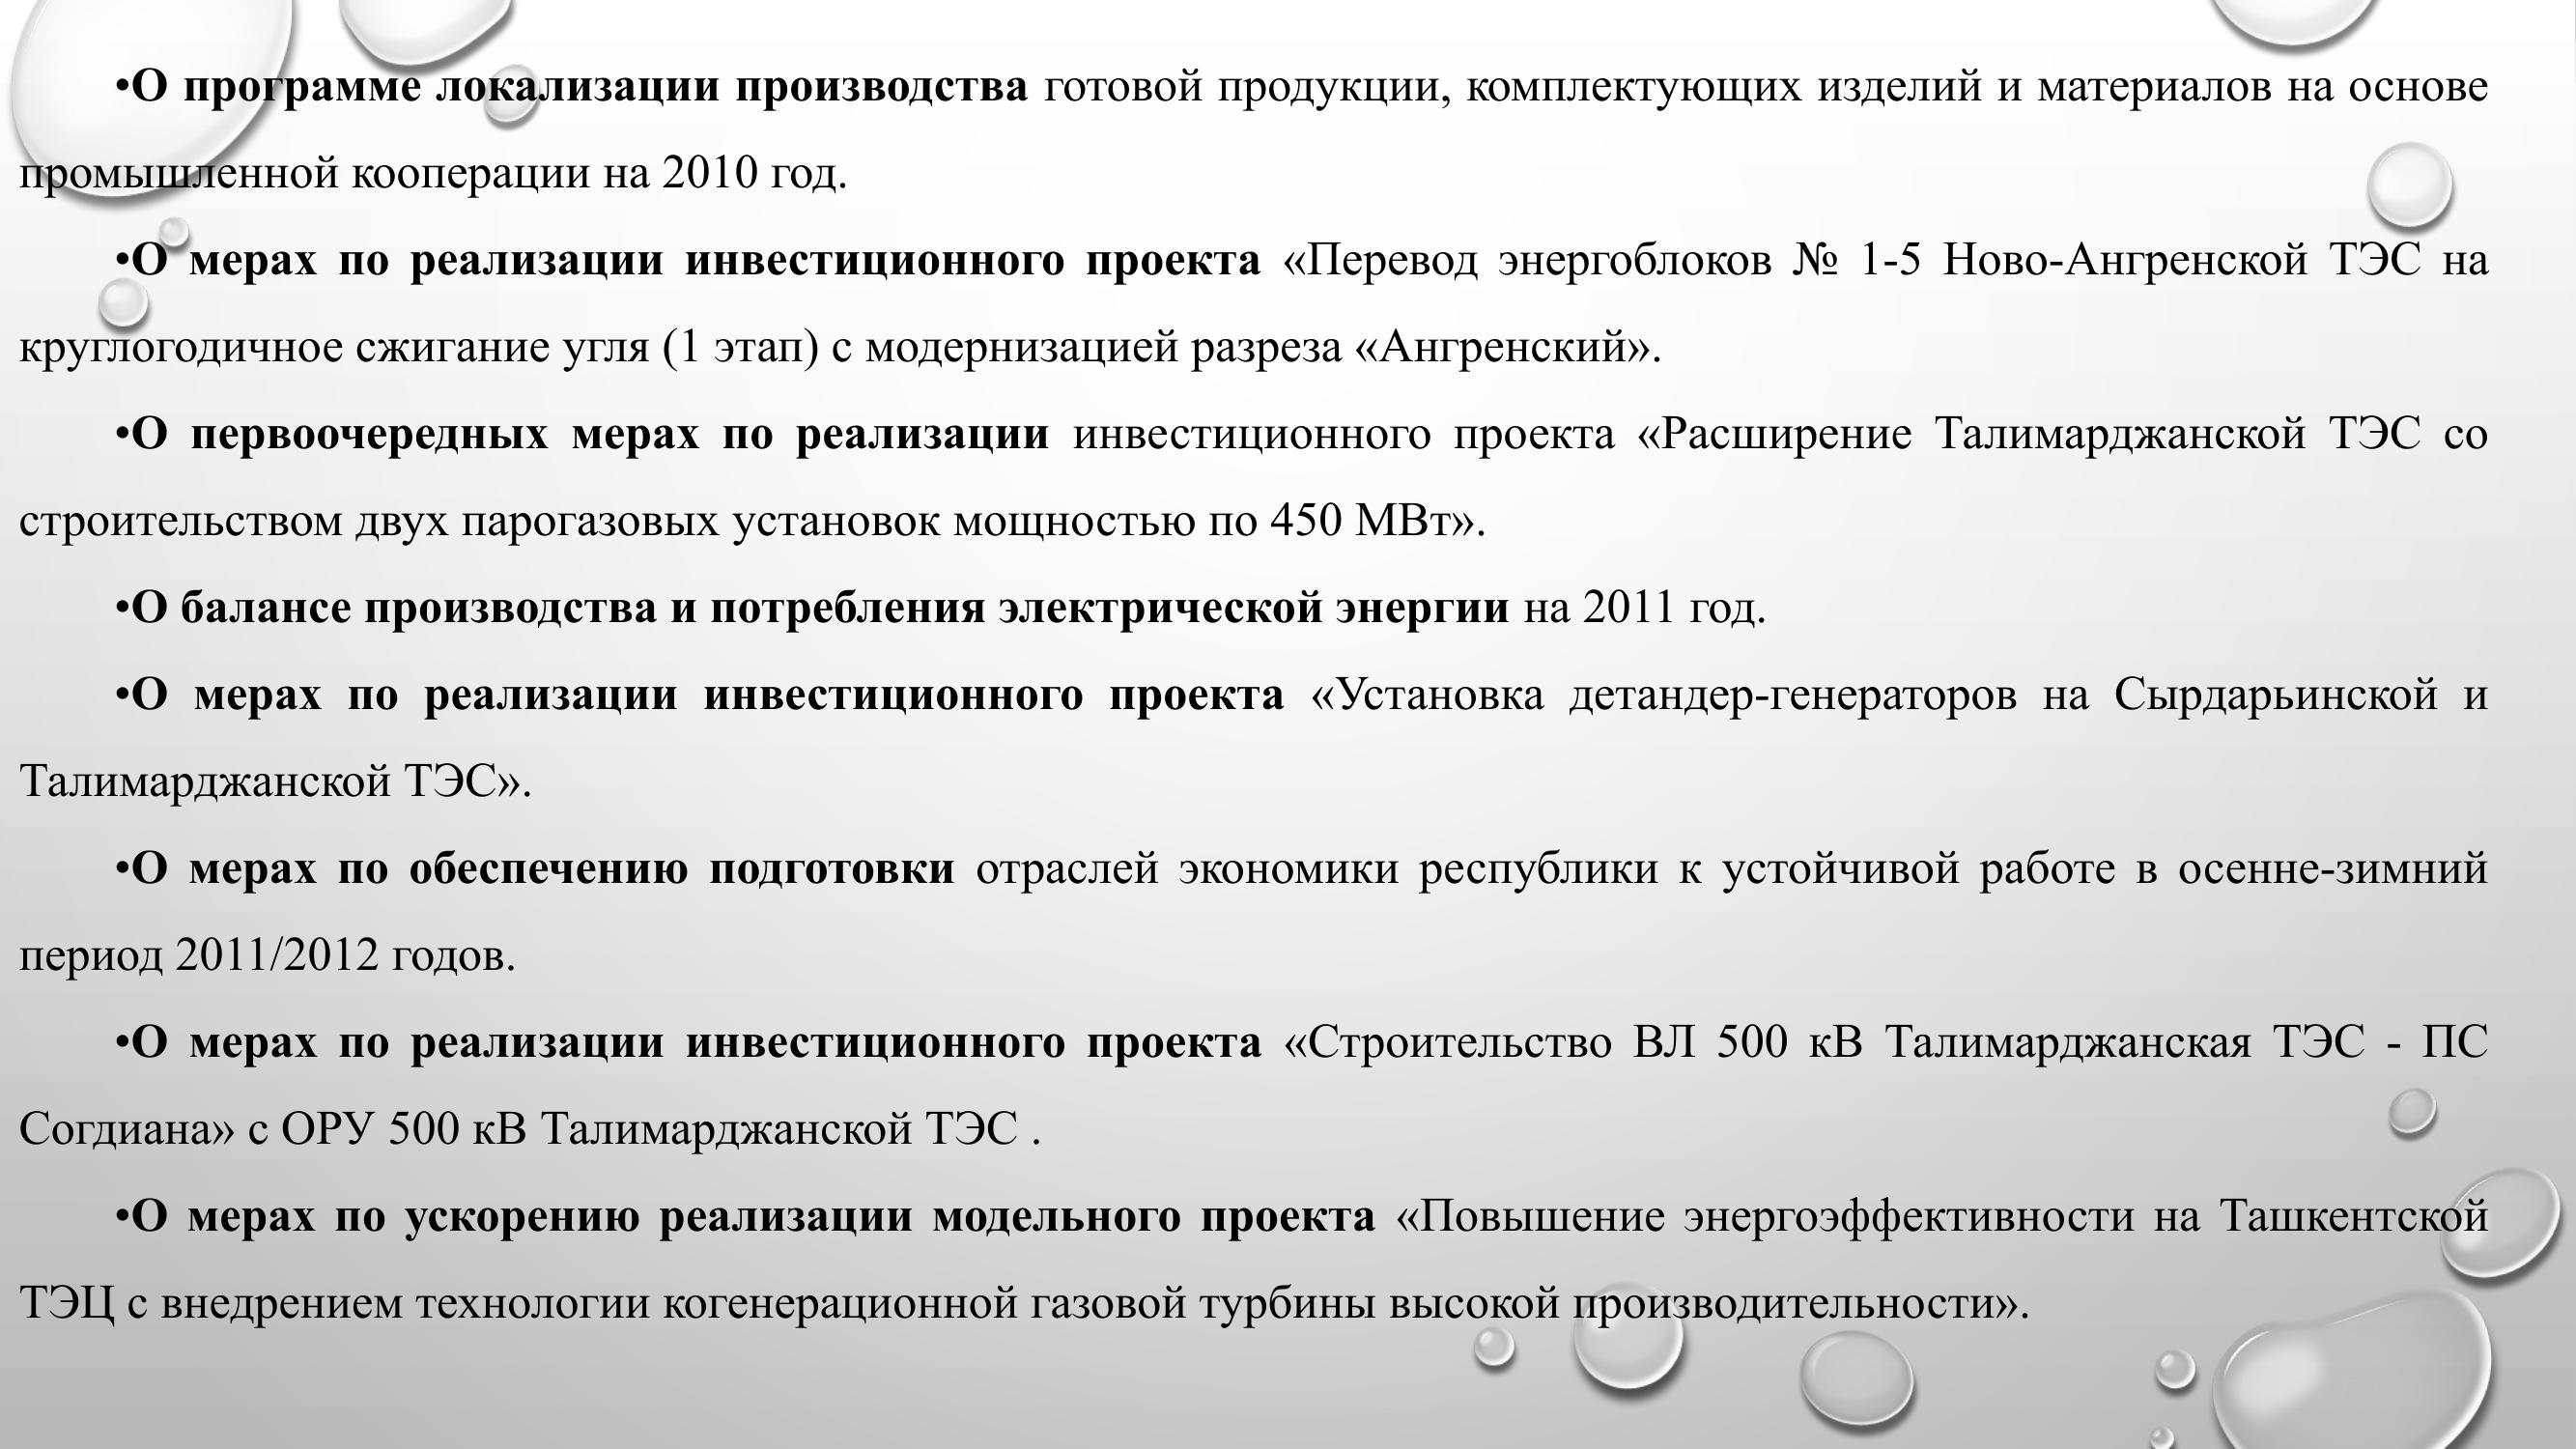 •О программе локализации производства готовой продукции, комплектующих изделий и материалов на основе
промышленной кооперации на 2010 год.
•О мерах по реализации инвестиционного проекта «Перевод энергоблоков № 1-5 Ново-Ангренской ТЭС на
круглогодичное сжигание угля (1 этап) с модернизацией разреза «Ангренский».
•О первоочередных мерах по реализации инвестиционного проекта «Расширение Талимарджанской ТЭС со
строительством двух парогазовых установок мощностью по 450 МВт».
•О балансе производства и потребления электрической энергии на 2011 год.
•О мерах по реализации инвестиционного проекта «Установка детандер-генераторов на Сырдарьинской и
Талимарджанской ТЭС».
•О мерах по обеспечению подготовки отраслей экономики республики к устойчивой работе в осенне-зимний
период 2011/2012 годов.
•О мерах по реализации инвестиционного проекта «Строительство ВЛ 500 кВ Талимарджанская ТЭС - ПС
Согдиана» с ОРУ 500 кВ Талимарджанской ТЭС .
•О мерах по ускорению реализации модельного проекта «Повышение энергоэффективности на Ташкентской
ТЭЦ с внедрением технологии когенерационной газовой турбины высокой производительности».